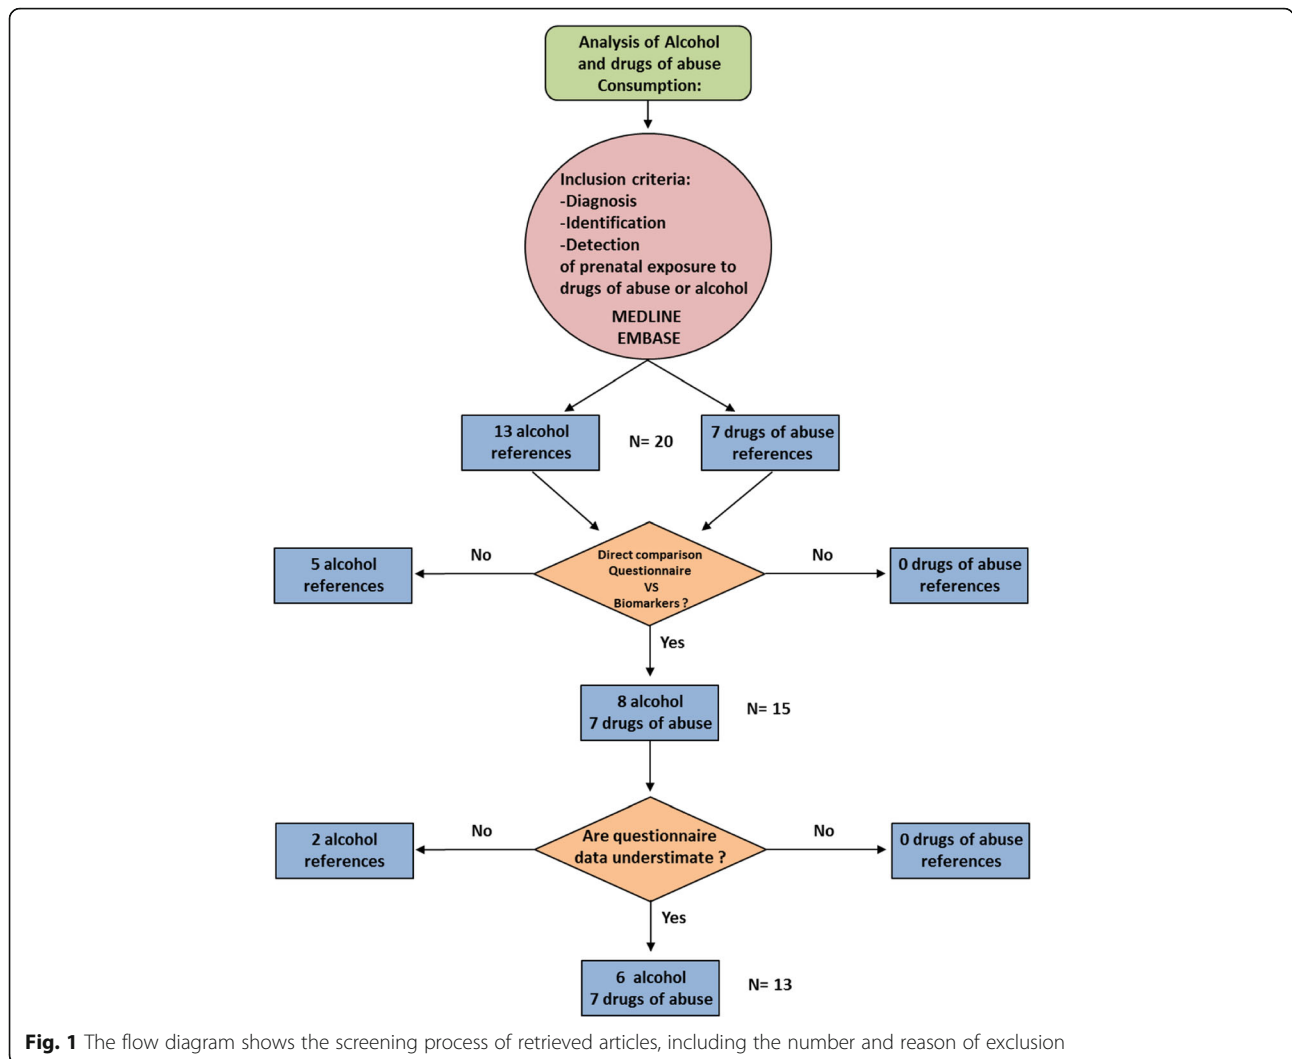 Analysis of Alcohol
and drugs of abuse
Consumption:
Inclusion criteria:
-Diagnosis
-Identification
-Detection
of prenatal exposure to
drugs of abuse or alcohol
MEDLINE
EMBASE
13 alcohol
references
N= 20
7 drugs of abuse
references
5 alcohol
references
No
Direct comparison
Questionnaire
VS
Biomarkers ?
No
0 drugs of abuse
references
Yes
8 alcohol
7 drugs of abuse
N= 15
2 alcohol
references
No
Are questionnaire
data understimate ?
No
0 drugs of abuse
references
Yes
6 alcohol
7 drugs of abuse
N= 13
Fig. 1 The flow diagram shows the screening process of retrieved articles, including the number and reason of exclusion